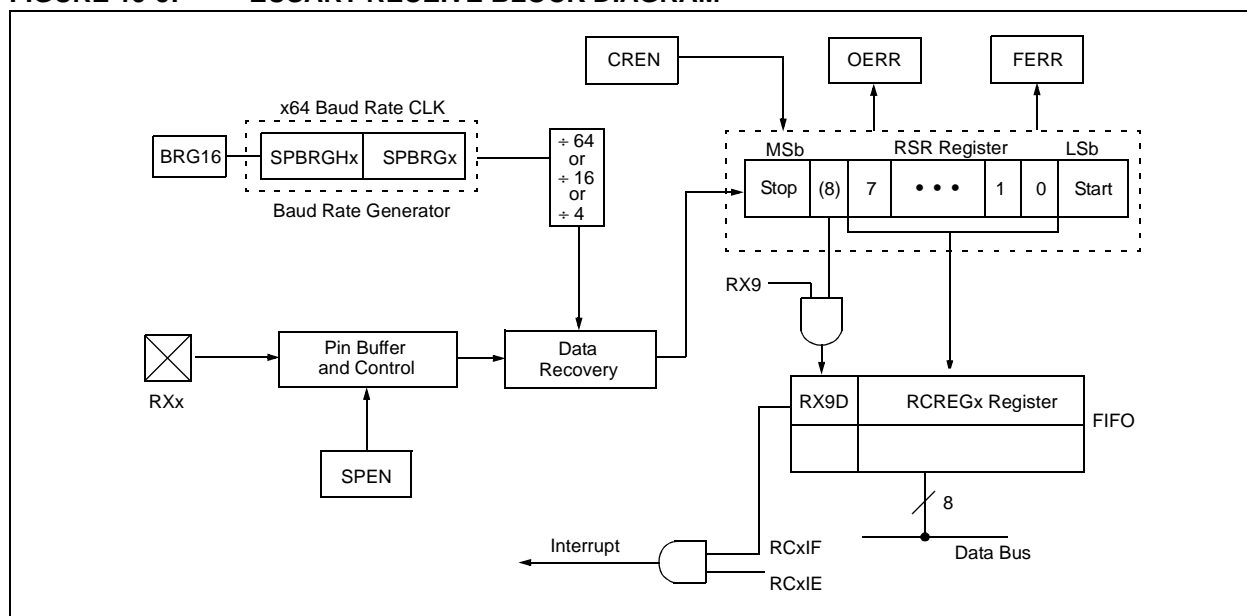 FIGURE EUSART RECEIVE BLOCK DIAGRAM
CREN
OERR
FERR
x64 Baud Rate CLK
BRG16
SPBRGHx
SPBRGx
Baud Rate Generator
÷ 64
or
÷ 16
or
÷ 4
MSb
RSR Register
LSb
Stop
(8)
7
• • •
1
0
Start
RX9
RXx
Pin Buffer
and Control
Data
Recovery
SPEN
RX9D
RCREGx Register
FIFO
8
Data Bus
Interrupt
RCxIF
RCxIE